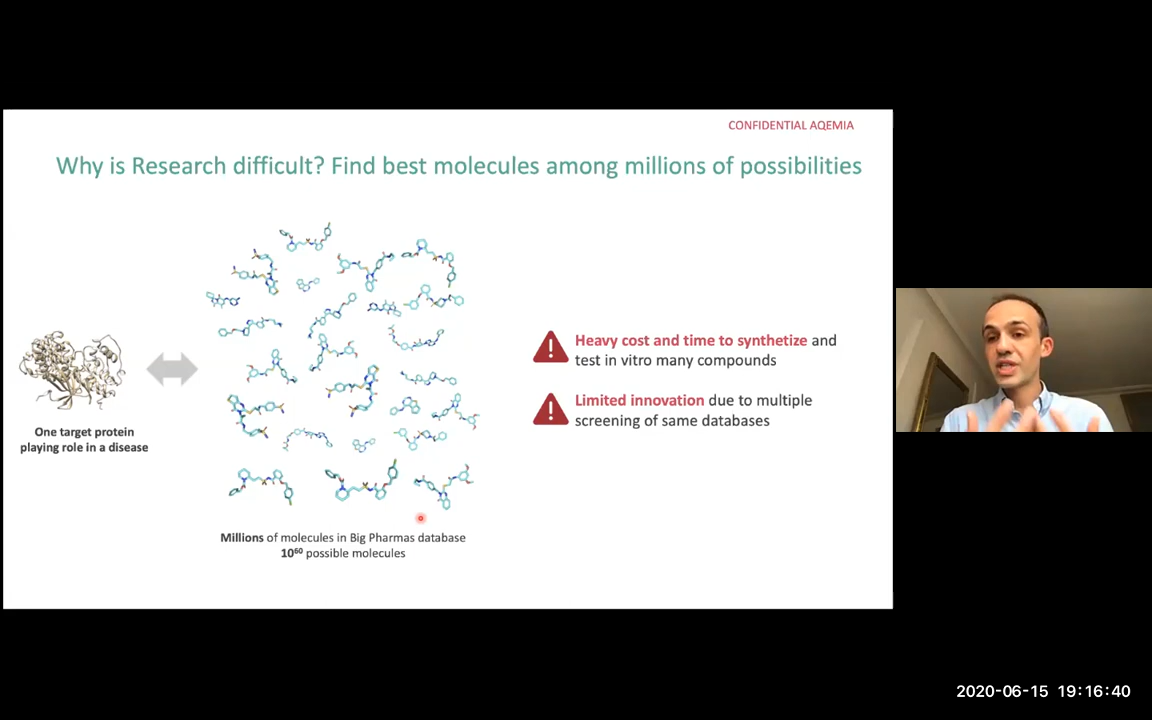 CONFIDENTIAL AQEMIA
Why is Research difficult? Find best molecules among millions of possibilities
One target protein
playing role in a disease
Millions of molecules in Big Pharmas database
10⁶⁰ possible molecules
Heavy cost and time to synthetize and
test in vitro many compounds
Limited innovation due to multiple
screening of same databases
2020-06-15 19:16:40